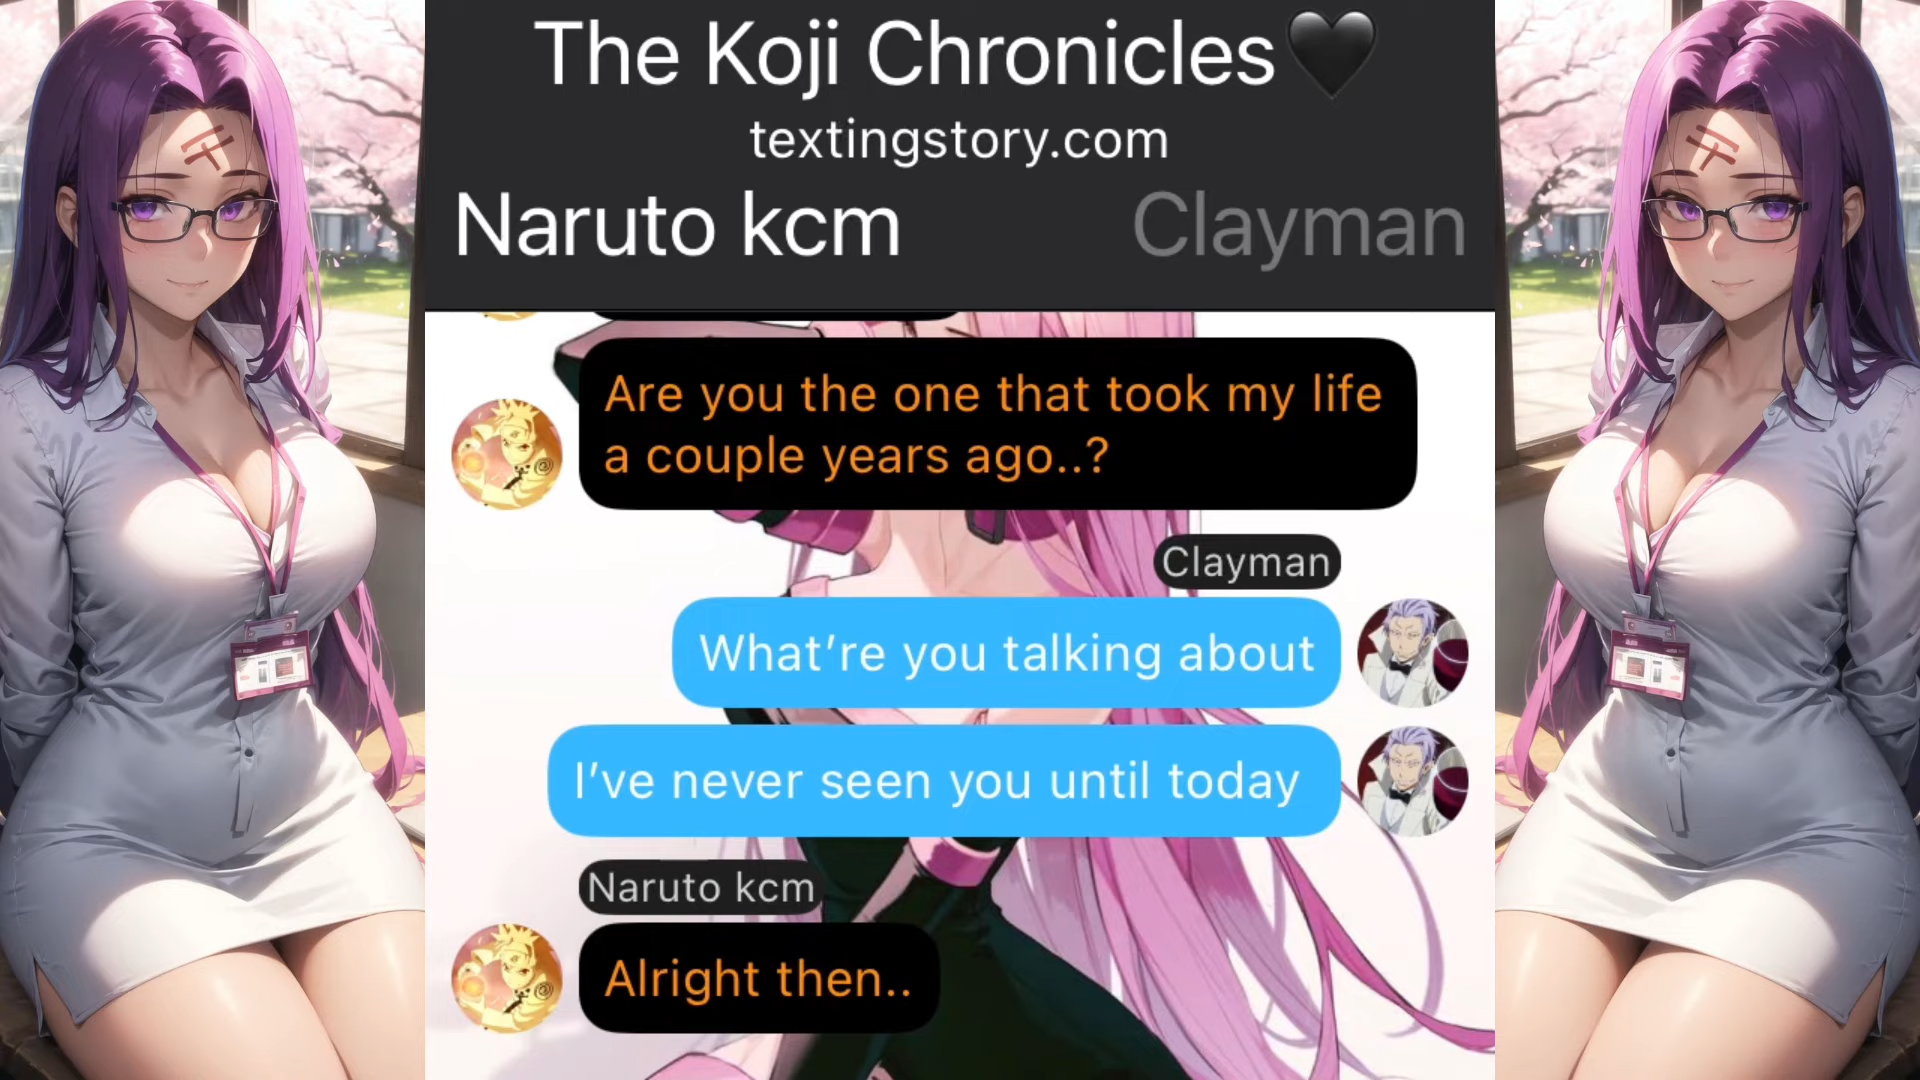 The Koji Chronicles🖤
textingstory.com
Naruto kcm
Clayman
Are you the one that took my life
a couple years ago..?
Clayman
What’re you talking about
I’ve never seen you until today
Naruto kcm
Alright then..